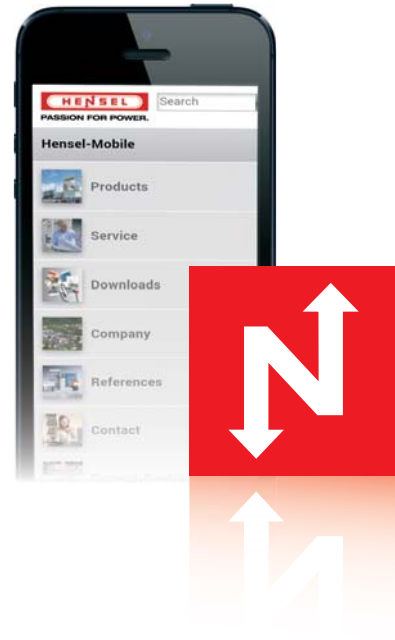 HENSEL
Search
PASSION FOR POWER.
Hensel-Mobile
Products
Service
Downloads
Company
References
Contact
N